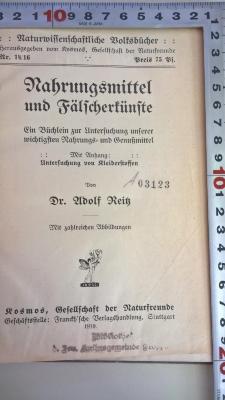 : : Naturwissenschaftliche Volksbücher : :
herausgegeben vom Kosmos, Gesellschaft der Naturfreunde
Nr. 14/16 Preis 75 Pf.
Nahrungsmittel
und Fälscherkünste
Ein Büchlein zur Untersuchung unserer
wichtigsten Nahrungs- und Genußmittel
: : Mit Anhang: : :
Untersuchung von Kleiderstoffen
Von
03123
Dr. Adolf Reitz
Mit zahlreichen Abbildungen
Kosmos, Gesellschaft der Naturfreunde
Geschäftsstelle: Franckh'sche Verlagshandlung, Stuttgart
1910.
Bibliothek